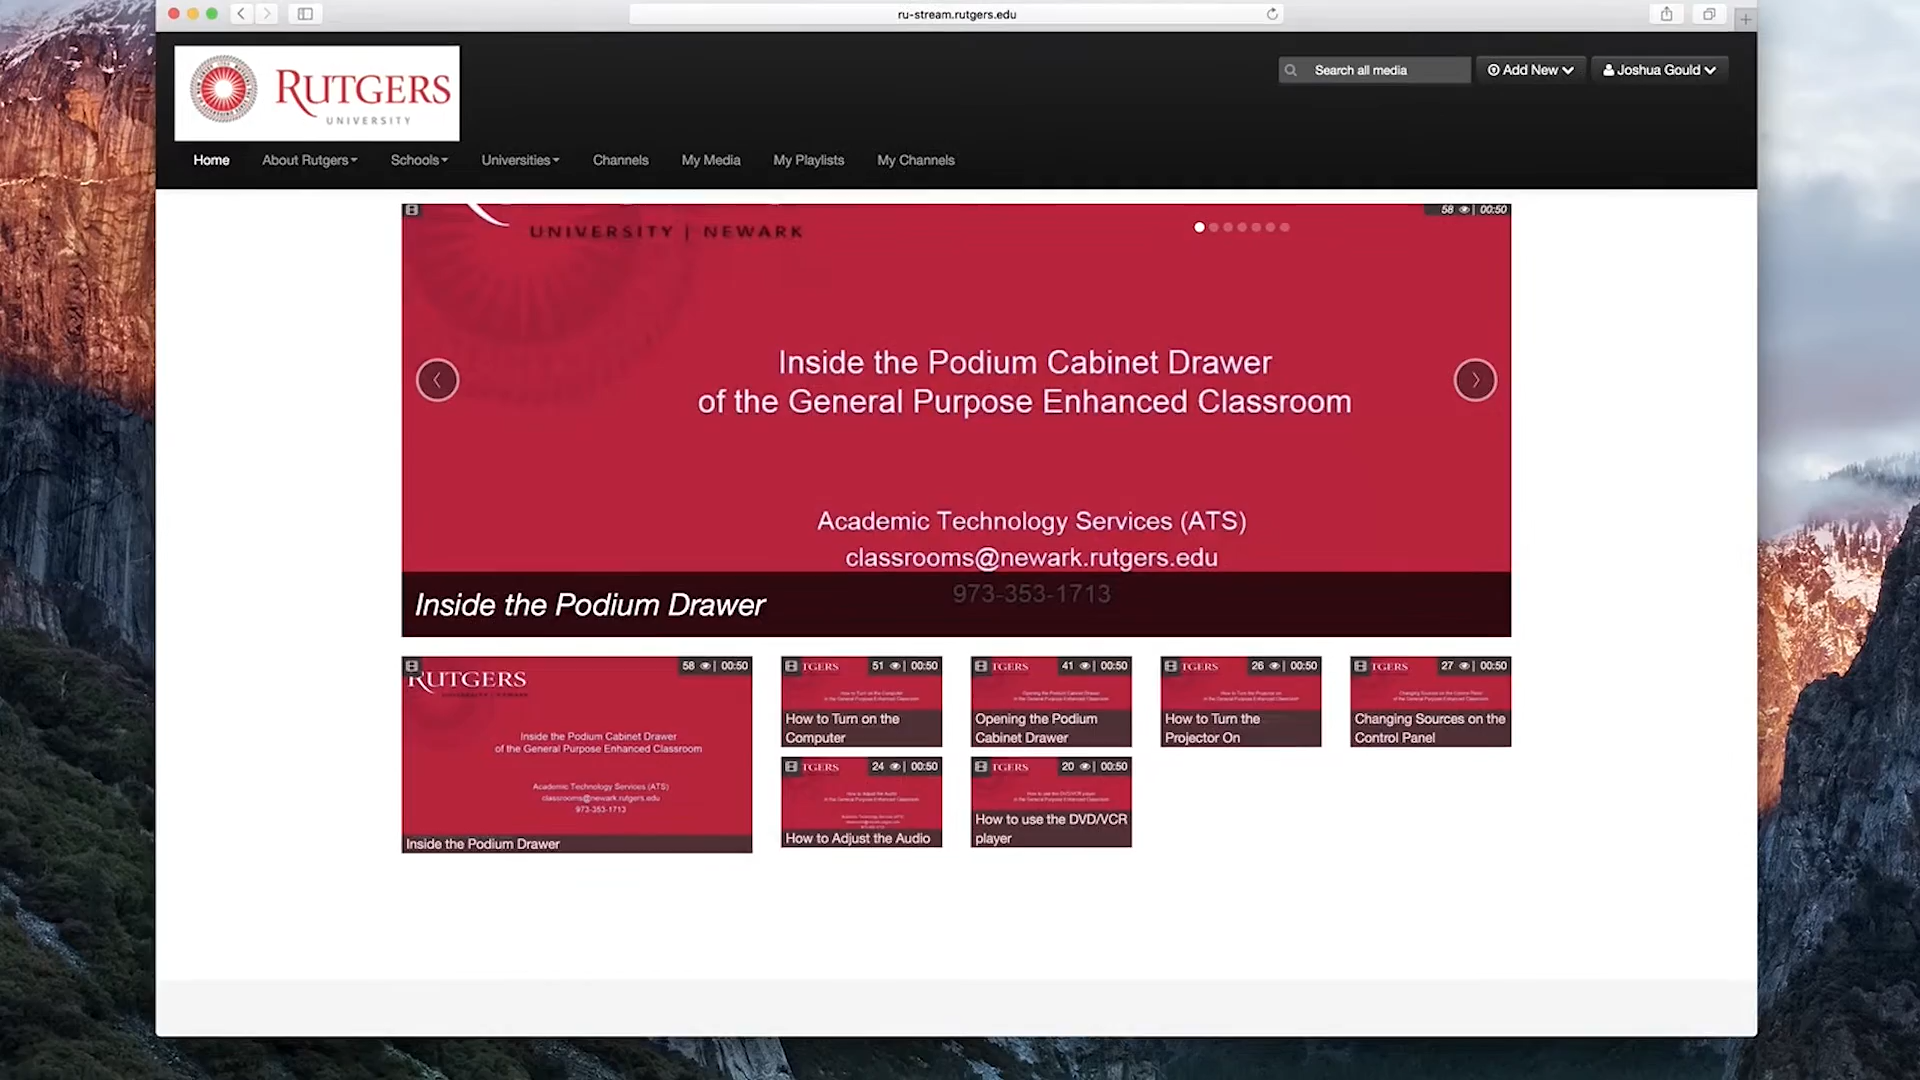 ru-stream.rutgers.edu
RUTGERS
UNIVERSITY
Search all media
Add New
Joshua Gould
Home
About Rutgers
Schools
Universities
Channels
My Media
My Playlists
My Channels
58 | 00:50
UNIVERSITY | NEWARK
Inside the Podium Cabinet Drawer
of the General Purpose Enhanced Classroom
Academic Technology Services (ATS)
classrooms@newark.rutgers.edu
973-353-1713
Inside the Podium Drawer
58 | 00:50
RUTGERS
UNIVERSITY | NEWARK
Inside the Podium Cabinet Drawer
of the General Purpose Enhanced Classroom
Academic Technology Services (ATS)
classrooms@newark.rutgers.edu
973-353-1713
Inside the Podium Drawer
TGERS
51 | 00:50
How to Turn on the Computer
in the General Purpose Enhanced Classroom
How to Turn on the
Computer
TGERS
41 | 00:50
Opening the Podium Cabinet Drawer
in the General Purpose Enhanced Classroom
Opening the Podium
Cabinet Drawer
TGERS
26 | 00:50
How to Turn the Projector on
in the General Purpose Enhanced Classroom
How to Turn the
Projector On
TGERS
27 | 00:50
Changing Sources on the Control Panel
of the General Purpose Enhanced Classroom
Changing Sources on the
Control Panel
TGERS
24 | 00:50
How to Adjust the Audio
in the General Purpose Enhanced Classroom
Academic Technology Services (ATS)
How to Adjust the Audio
TGERS
20 | 00:50
How to use the DVD/VCR player
in the General Purpose Enhanced Classroom
How to use the DVD/VCR
player